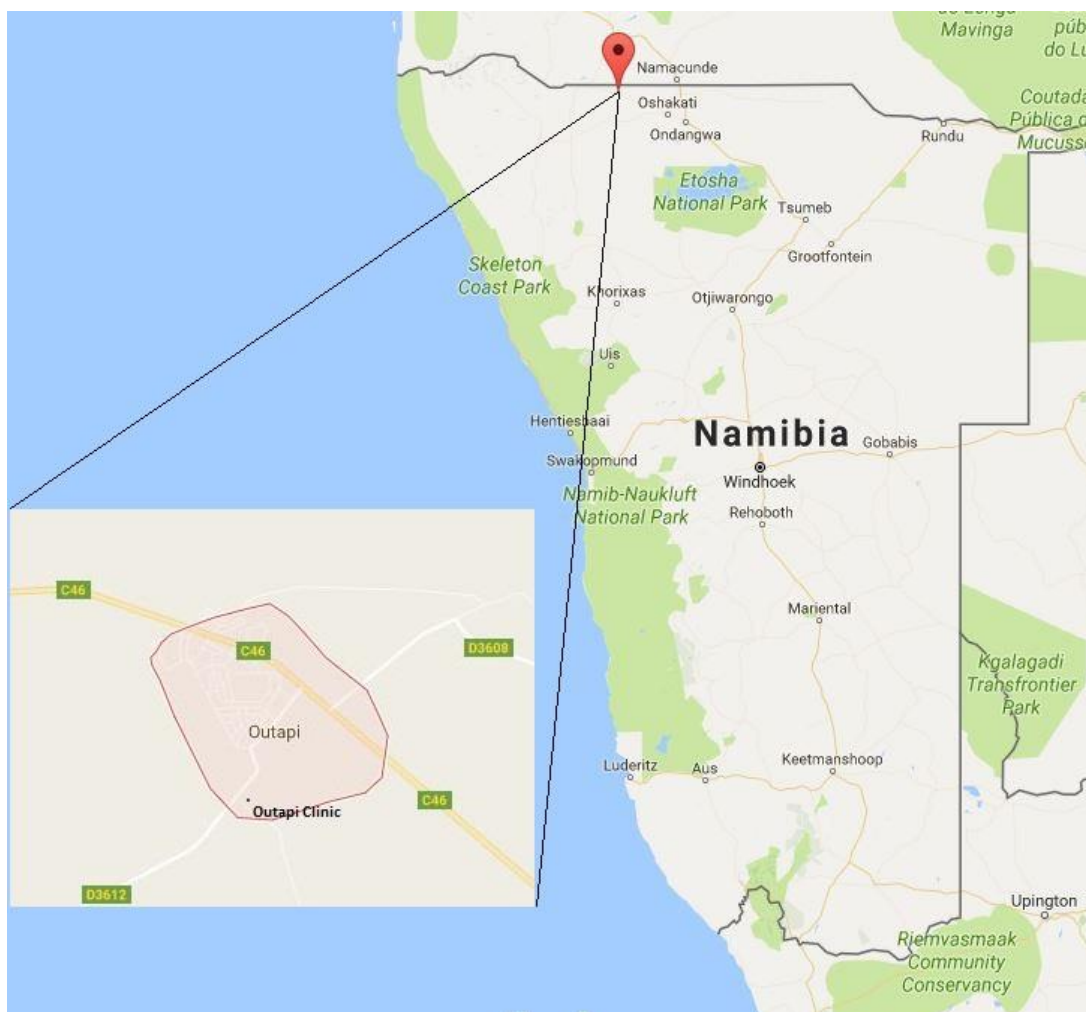 Mavinga
Namacunde
Oshakati
Ondangwa
Rundu
Coutada
Pública d
Mucusso
Etosha
National Park
Tsumeb
Grootfontein
Skeleton
Coast Park
Khorixas
Otjiwarongo
Uis
Hentiesbaai
Namibia
Gobabis
Swakopmund
Windhoek
Namib-Naukluft
National Park
Rehoboth
C46
C46
D3608
Mariental
Kgalagadi
Transfrontier
Park
Outapi
Luderitz
Aus
Keetmanshoop
C46
Outapi Clinic
D3612
Upington
Riemvasmaak
Community
Conservancy